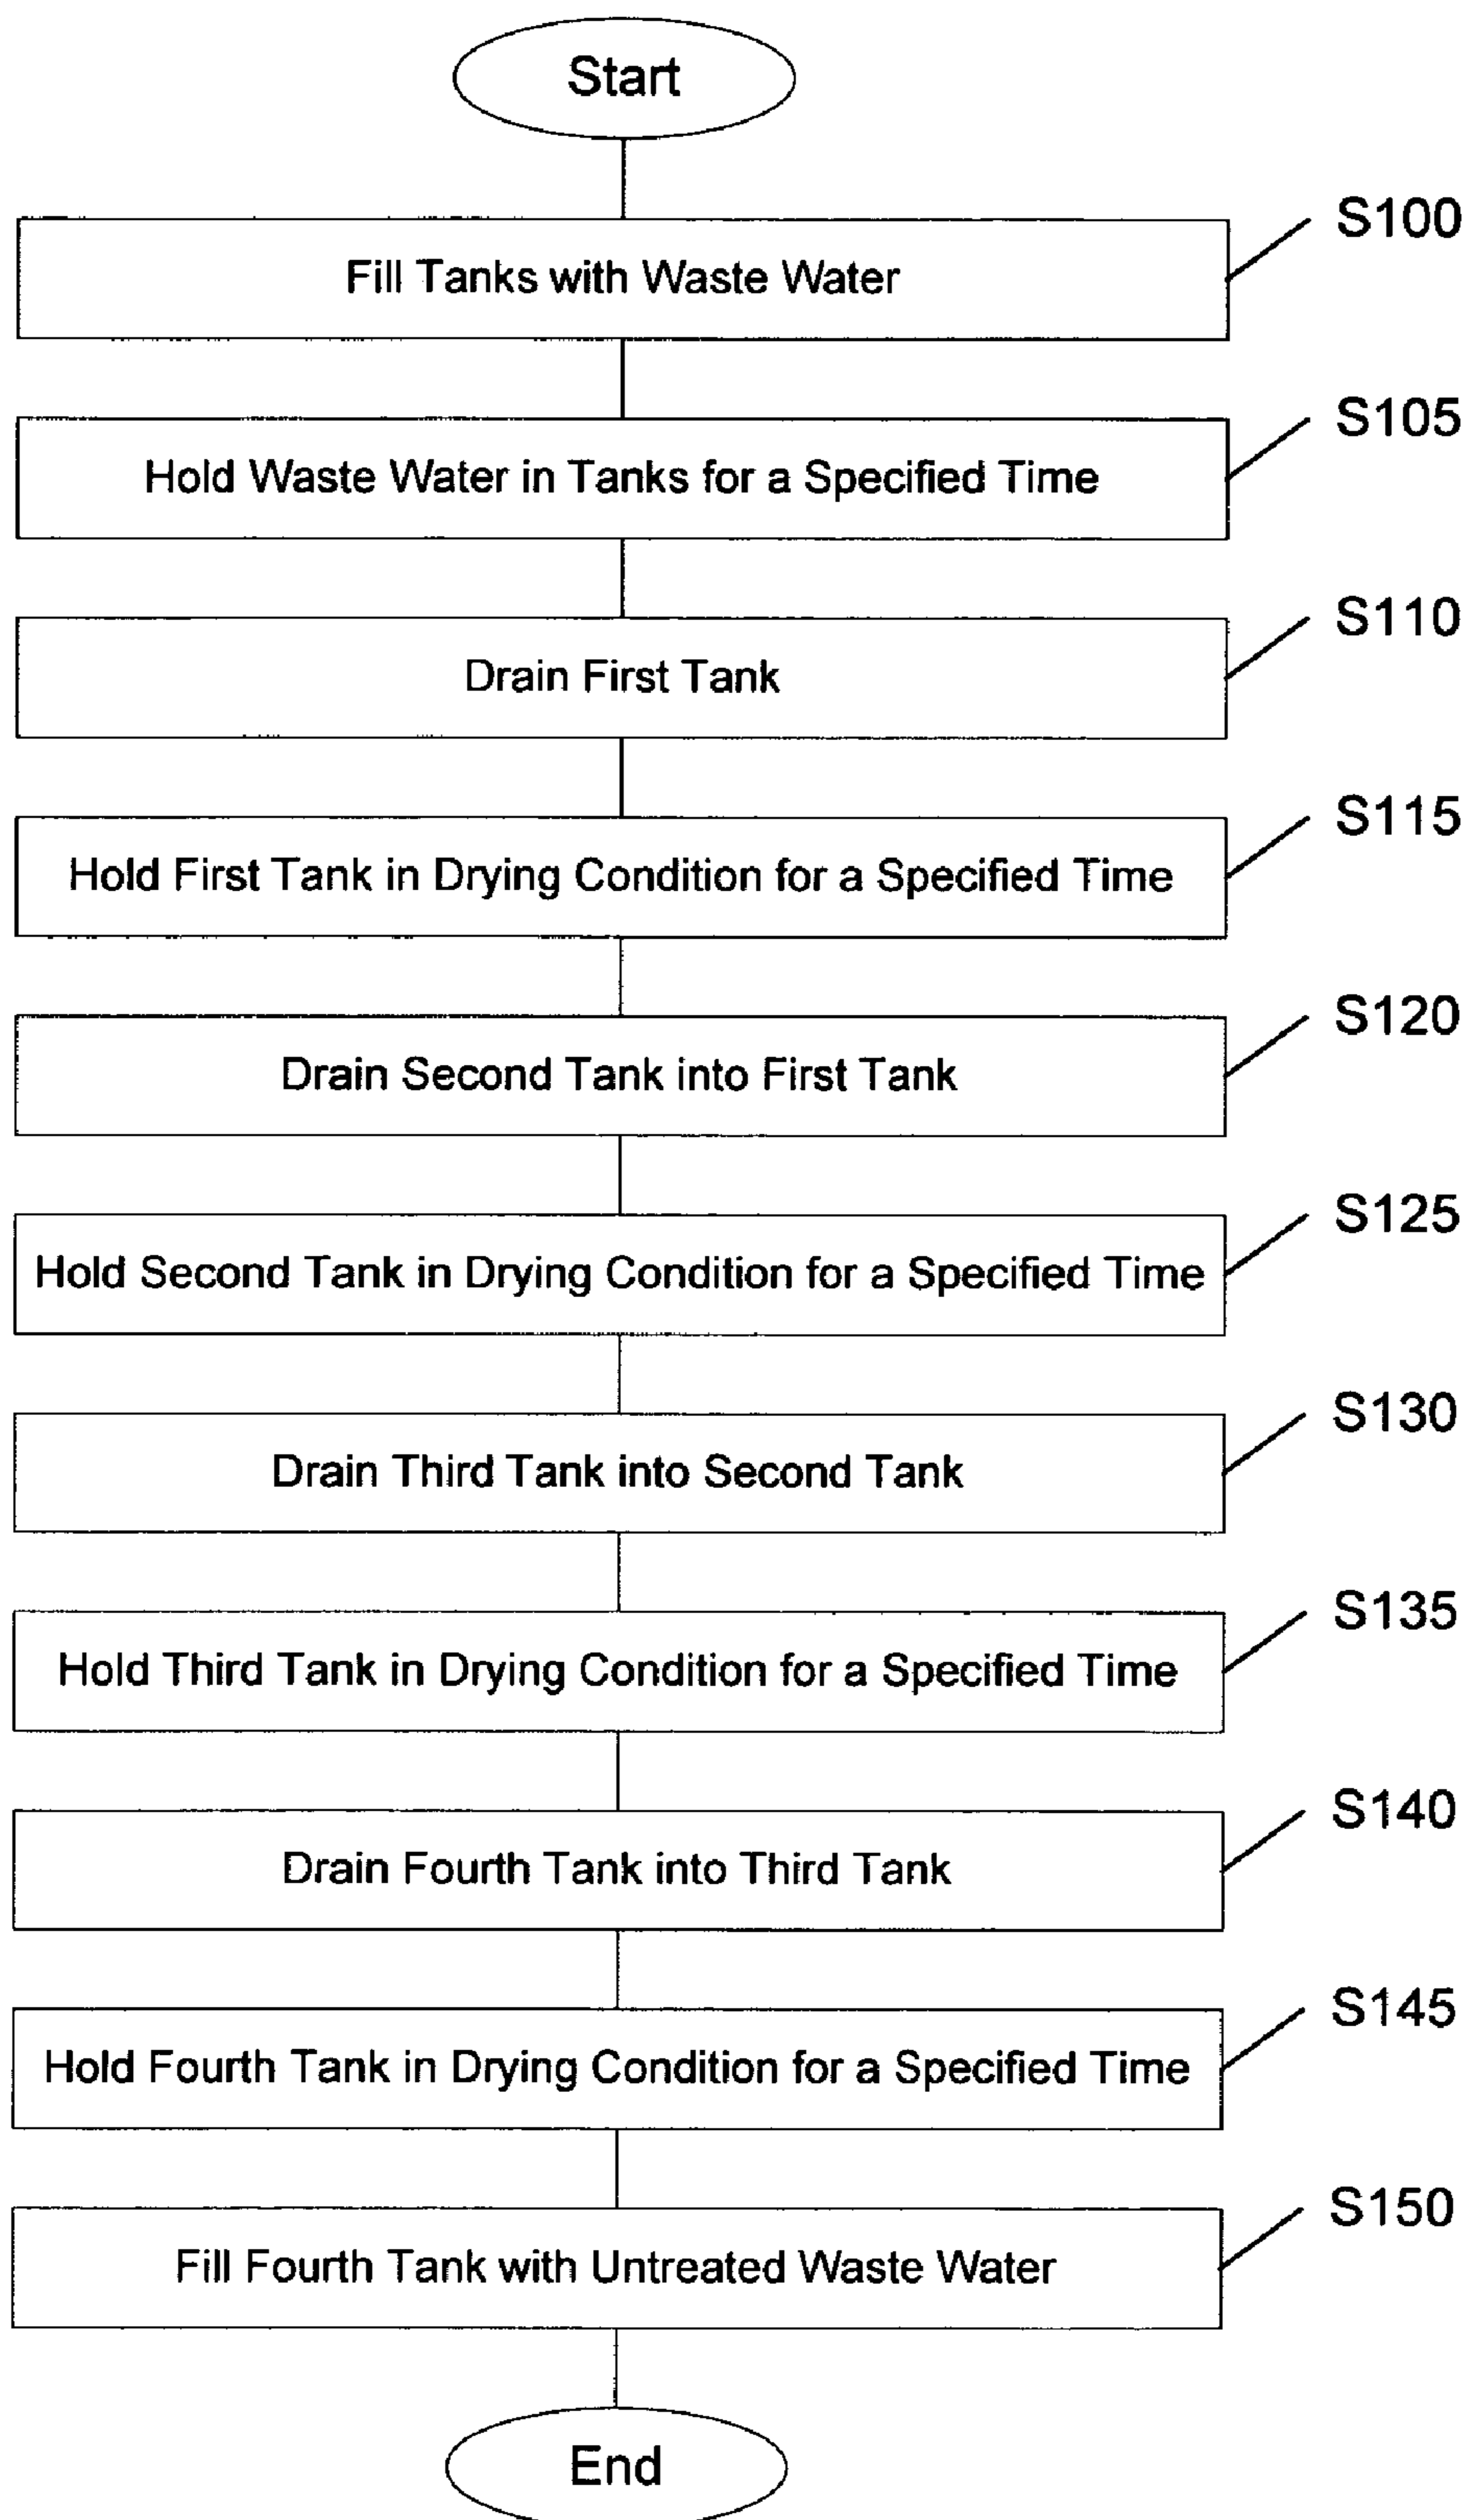 Start
S100
Fill Tanks with Waste Water
S105
Hold Waste Water in Tanks for a Specified Time
S110
Drain First Tank
S115
Hold First Tank in Drying Condition for a Specified Time
S120
Drain Second Tank into First Tank
S125
Hold Second Tank in Drying Condition for a Specified Time
S130
Drain Third Tank into Second Tank
S135
Hold Third Tank in Drying Condition for a Specified Time
S140
Drain Fourth Tank into Third Tank
S145
Hold Fourth Tank in Drying Condition for a Specified Time
S150
Fill Fourth Tank with Untreated Waste Water
End